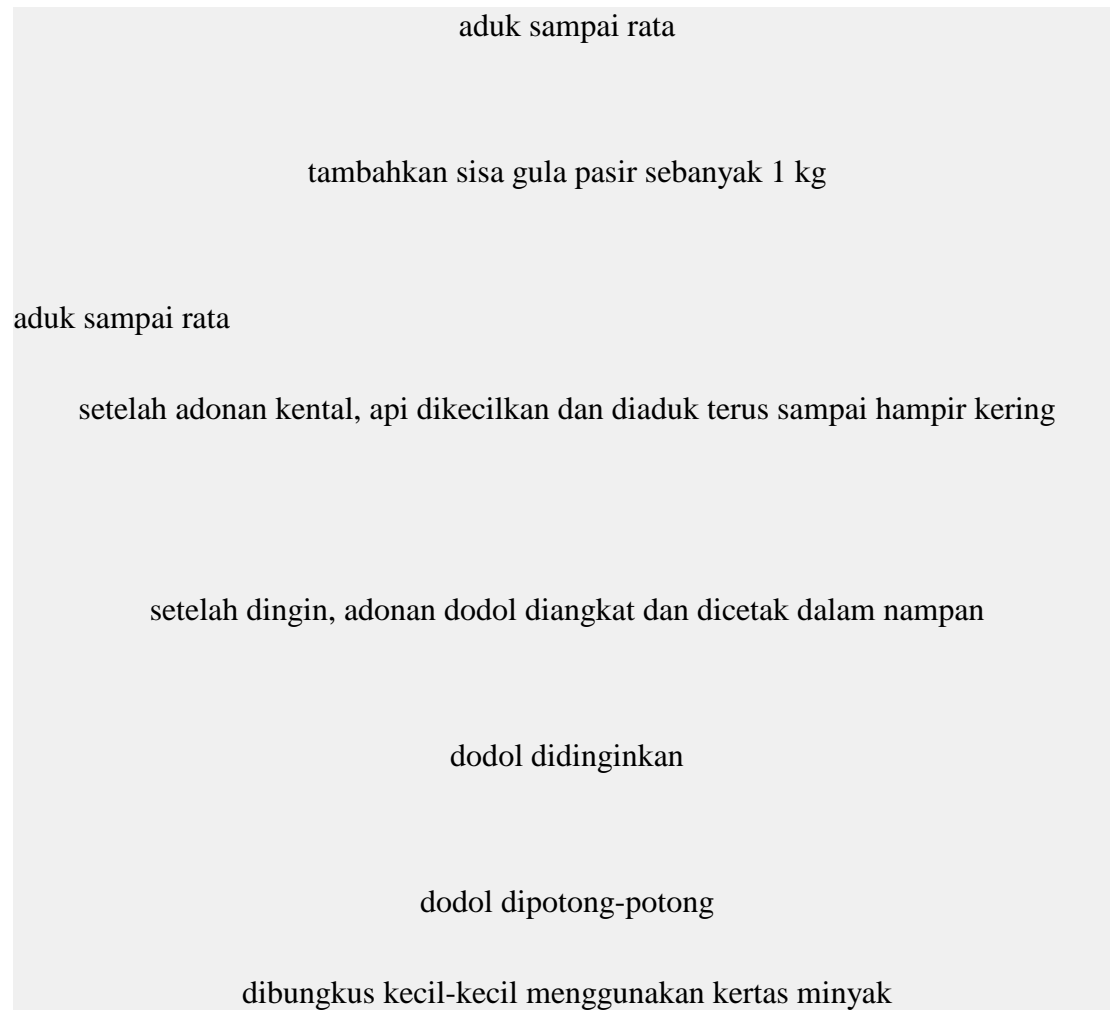 aduk sampai rata
tambahkan sisa gula pasir sebanyak 1 kg
aduk sampai rata
setelah adonan kental, api dikecilkan dan diaduk terus sampai hampir kering
setelah dingin, adonan dodol diangkat dan dicetak dalam nampan
dodol didinginkan
dodol dipotong-potong
dibungkus kecil-kecil menggunakan kertas minyak